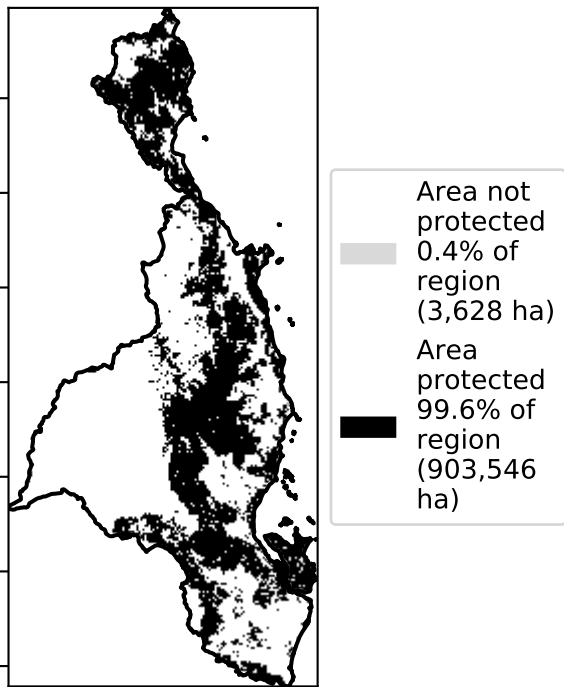 Area not
protected
0.4% of
region
(3,628 ha)
Area
protected
99.6% of
region
(903,546
ha)